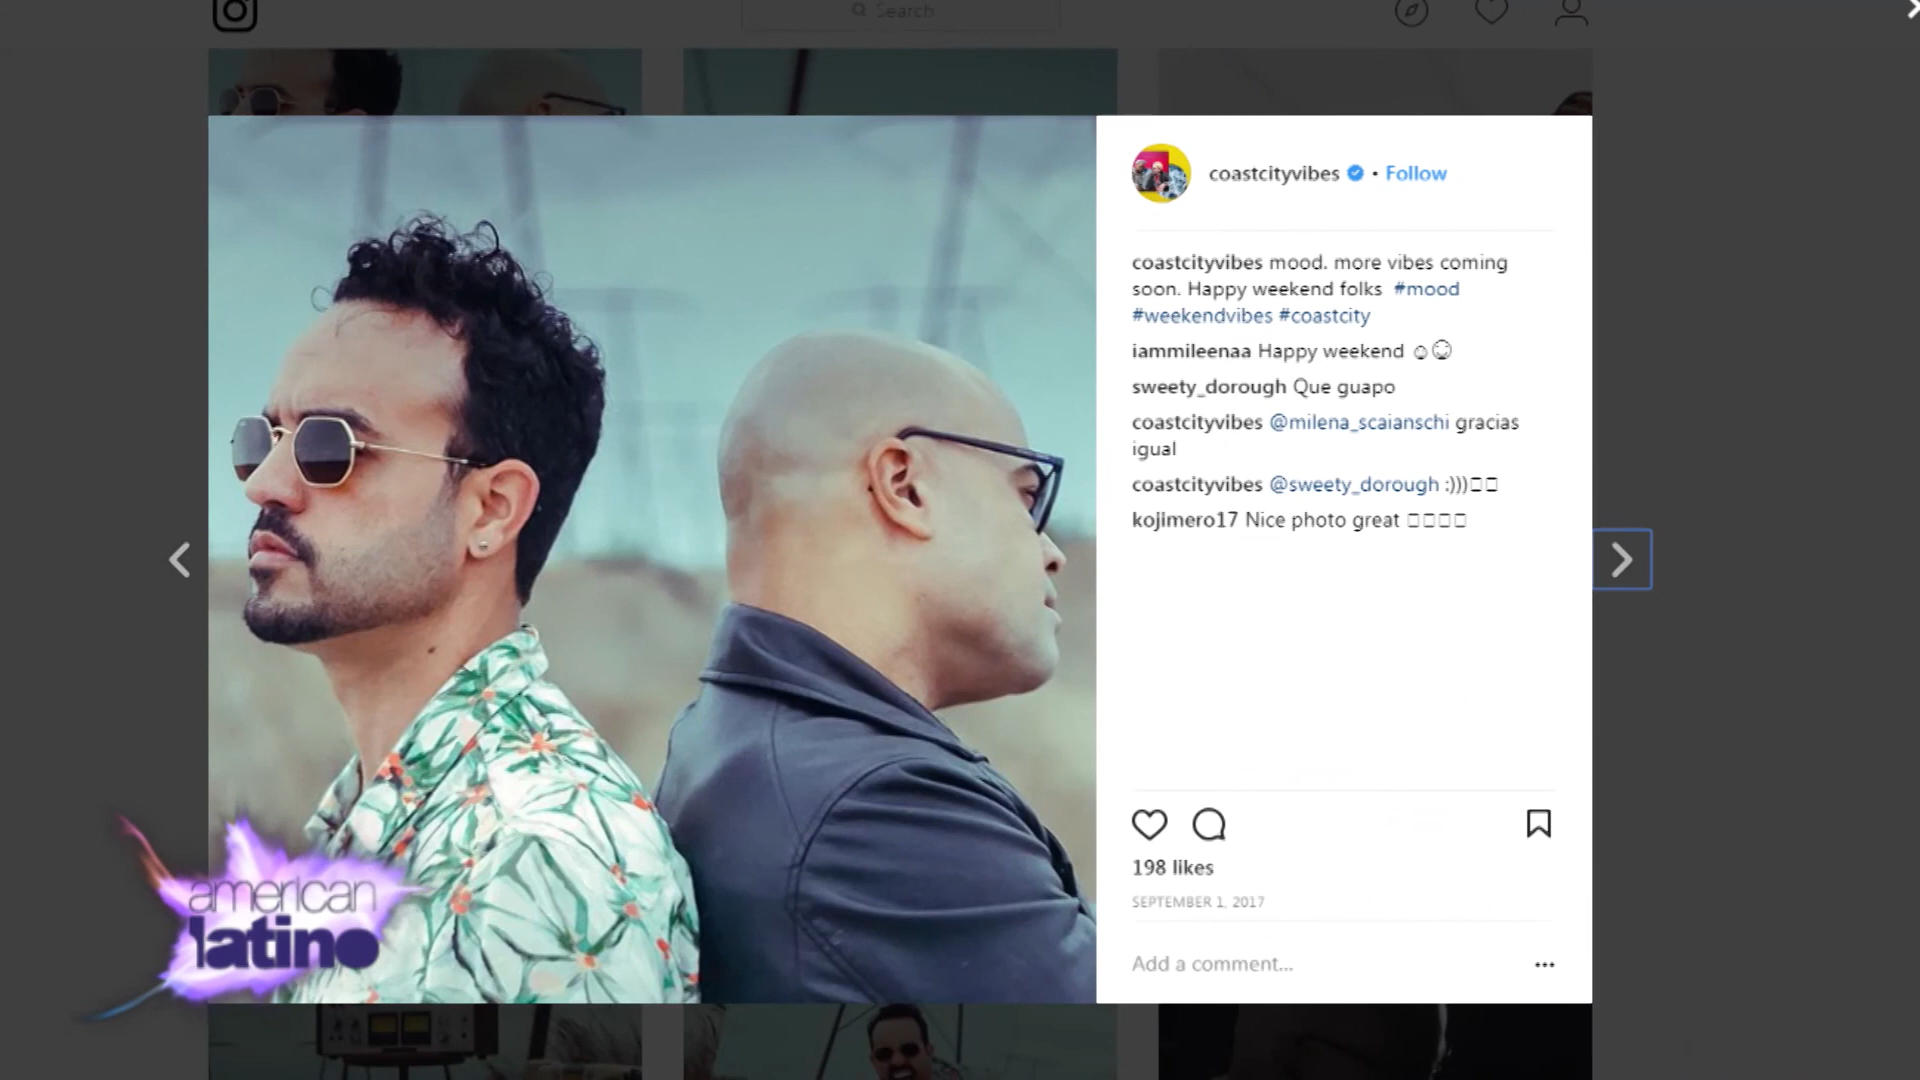 Search
coastcityvibes • Follow
coastcityvibes mood. more vibes coming
soon. Happy weekend folks #mood
#weekendvibes #coastcity
iammileenaa Happy weekend
sweety_dorough Que guapo
coastcityvibes @milena_scaianschi gracias
igual
coastcityvibes @sweety_dorough :)))
kojimero17 Nice photo great
198 likes
SEPTEMBER 1, 2017
Add a comment...
american
latino